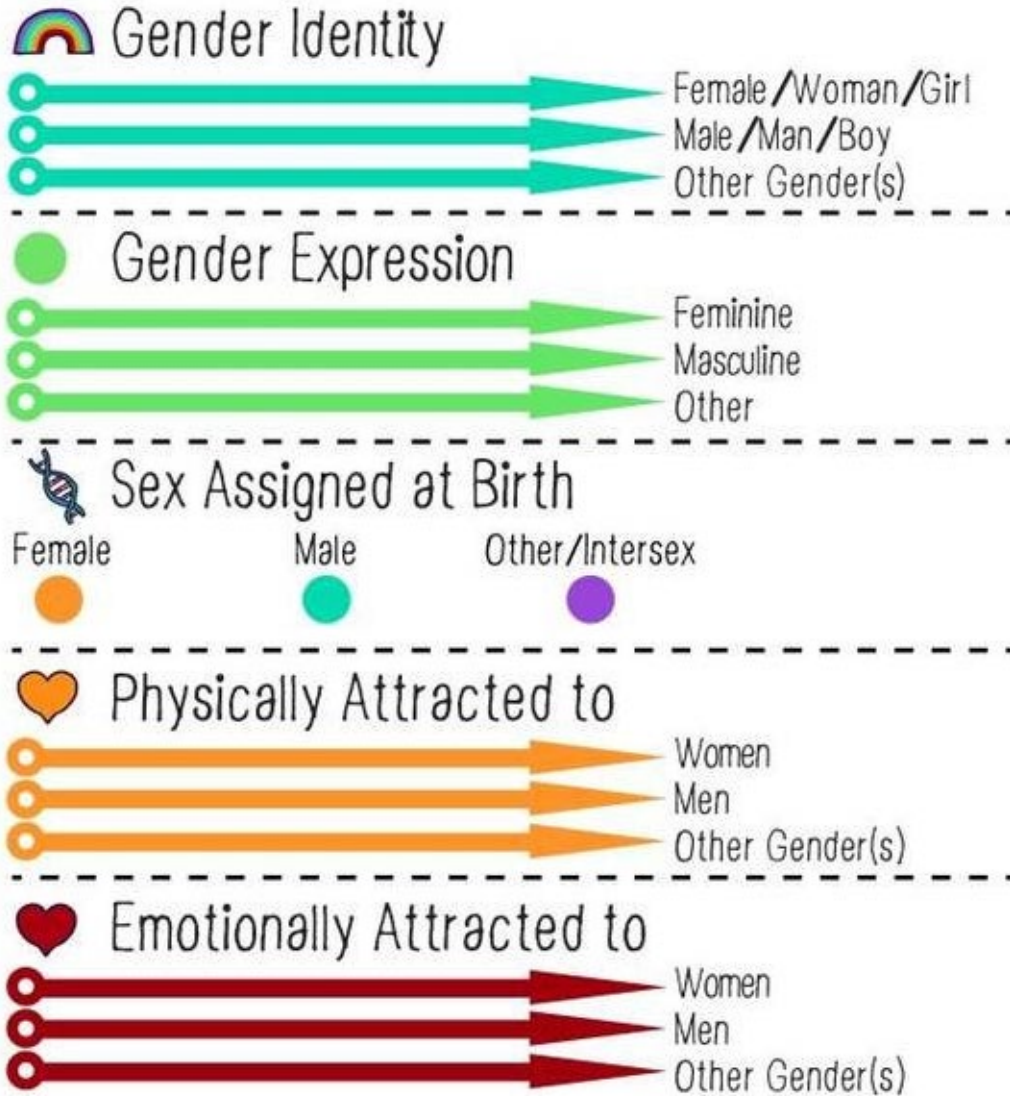 Gender Identity
Female/Woman/Girl
Male/Man/Boy
Other Gender(s)
Gender Expression
Feminine
Masculine
Other
Sex Assigned at Birth
Female Male Other/Intersex
Physically Attracted to
Women
Men
Other Gender(s)
Emotionally Attracted to
Women
Men
Other Gender(s)